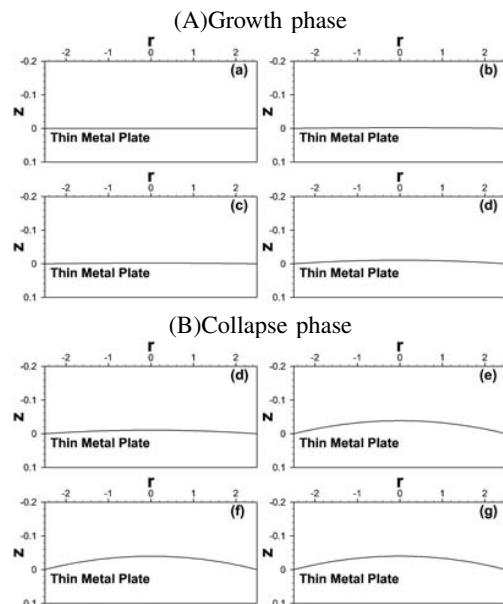 (A)Growth phase
r r
-2 -1 0 1 2 -2 -1 0 1 2
-0.2 (a) -0.2 (b)
-0.1 -0.1
z z
0 0
Thin Metal Plate Thin Metal Plate
0.1 0.1
-2 -1 0 1 2 -2 -1 0 1 2
-0.2 (c) -0.2 (d)
-0.1 -0.1
z z
0 0
Thin Metal Plate Thin Metal Plate
0.1 0.1
(B)Collapse phase
r r
-2 -1 0 1 2 -2 -1 0 1 2
-0.2 (d) -0.2 (e)
-0.1 -0.1
z z
0 0
Thin Metal Plate Thin Metal Plate
0.1 0.1
-2 -1 0 1 2 -2 -1 0 1 2
-0.2 (f) -0.2 (g)
-0.1 -0.1
z z
0 0
Thin Metal Plate Thin Metal Plate
0.1 0.1